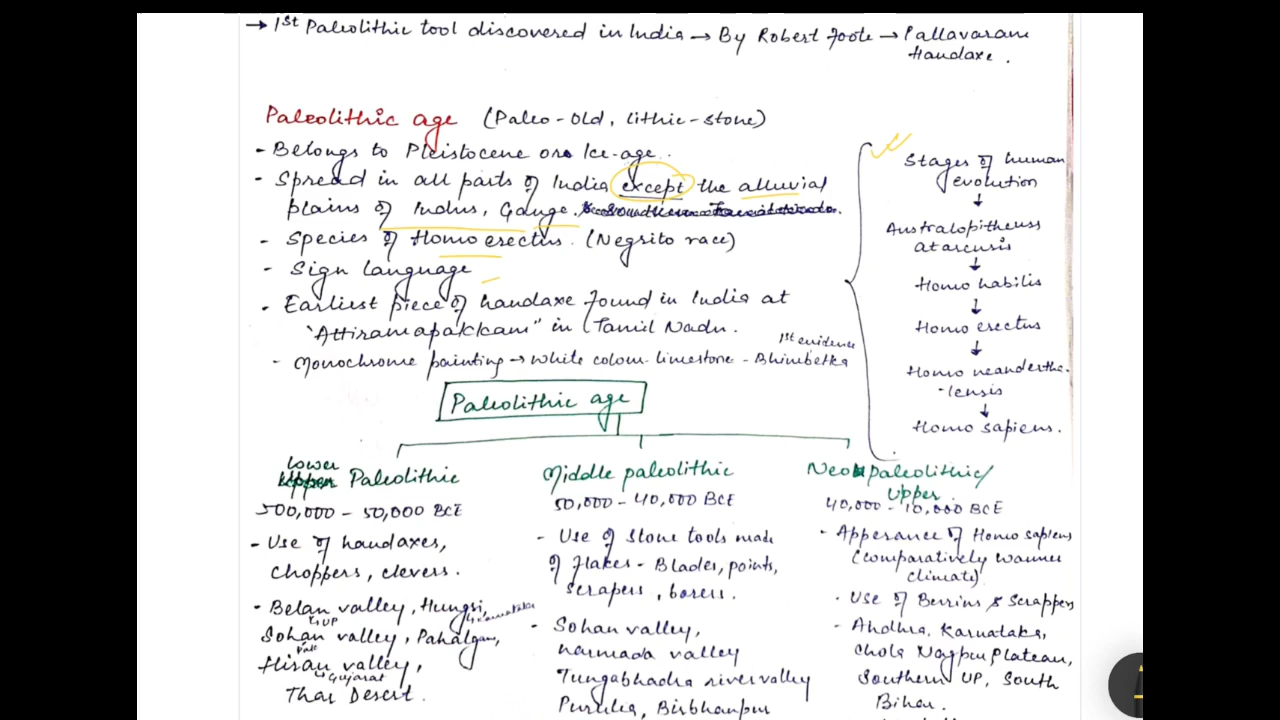 → 1st Paleolithic tool discovered in India → By Robert Foote → Pallavaram
Handaxe.
Paleolithic age (Paleo-Old, lithic-stone)
- Belongs to Pleistocene or Ice-age.
- Spread in all parts of India except the alluvial
plains of Indus, Gange.
- Species of Homo erectus. (Negrito race)
- Sign language
- Earliest piece of handaxe found in India at
"Attiramapakkam" in Tamil Nadu.
- Monochrome painting → white colour-limestone - Bhimbetka
1st evidence
Stages of human
evolution
↓
Australopithecus
↓
Homo habilis
↓
Homo erectus
↓
Homo neandertha-
-lensis
↓
Homo sapiens.
Paleolithic age
Lower Paleolithic
500,000 - 50,000 BCE
- Use of handaxes,
choppers, clevers.
- Belan valley, Hungsi,
↳ UP ↳ Karnataka
Sohan valley, Pahalgam,
Pak
Hiran valley,
↳ Gujarat
Thar Desert.
Middle paleolithic
50,000 - 40,000 BCE
- Use of stone tools made
of flakes - Blades, points,
scrapers, borers.
- Sohan valley,
narmada valley
Tungabhadra river valley
Purulia, Birbhanpur
Neo paleolithic/
Upper
40,000 - 10,000 BCE
- Apperance of Homo sapiens
(comparatively warmer
climate)
- Use of Burins & Scrappers
- Andhra, Karnataka,
chota Nagpur Plateau,
Southern UP, South
Bihar.